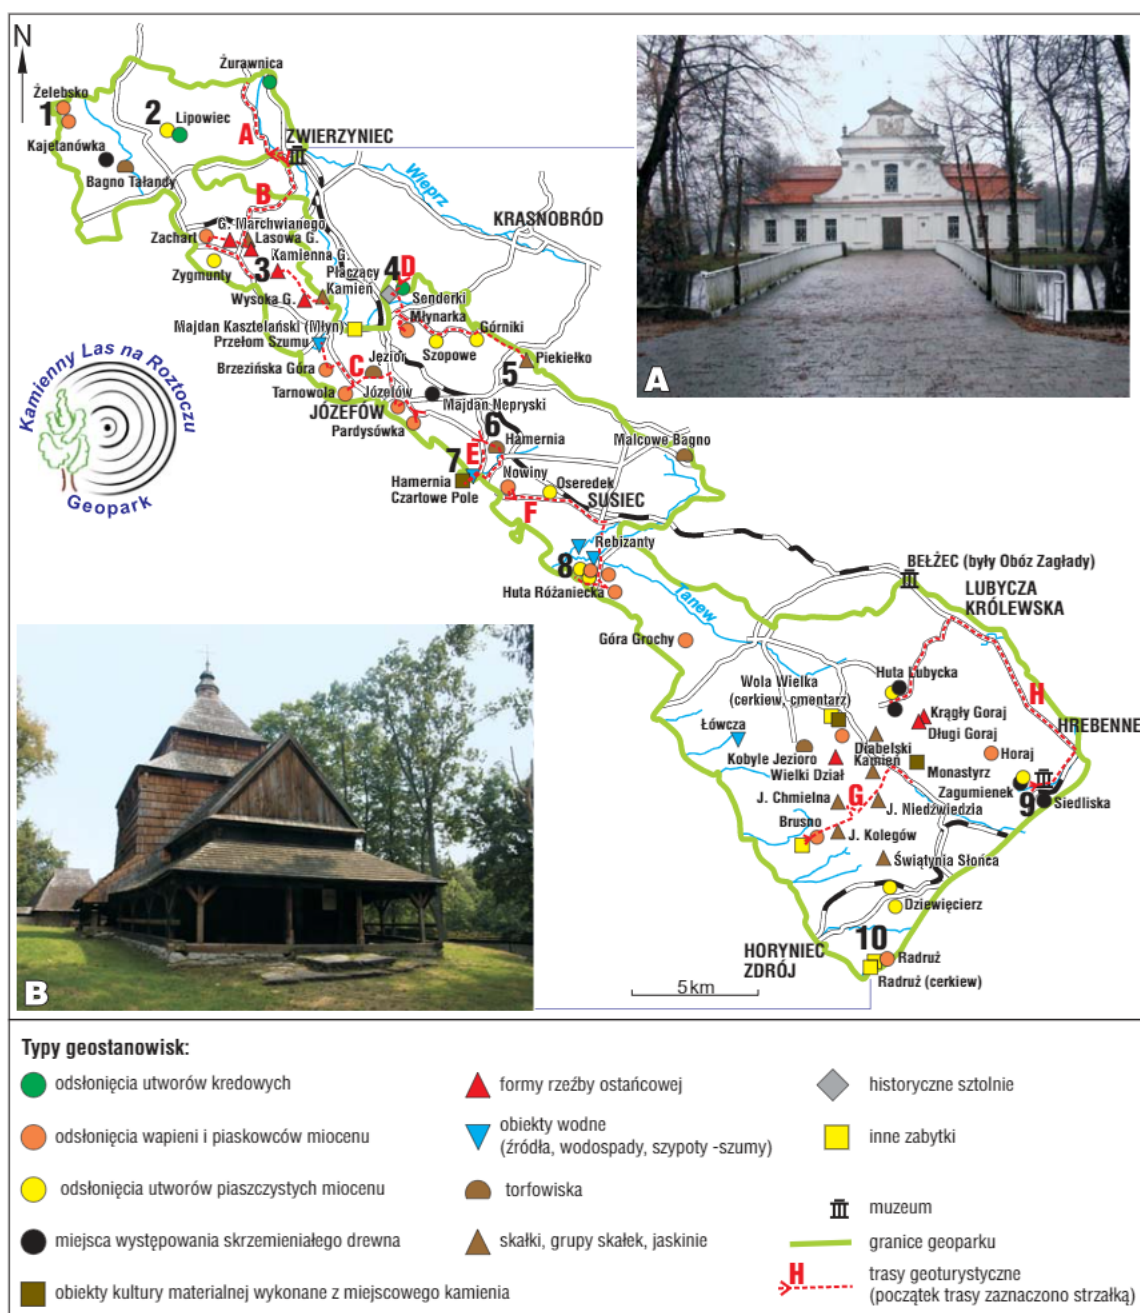 N
Żurawnica
Żelebsko
1
2
Lipowiec
A
Kajetanówka
ZWIERZYNIEC
Bagno Tałandy
Wieprz
B
KRASNOBRÓD
G. Marchwianego
Zachart
Lasowa G.
Kamienna G.
3
Zygmunty
Płaczący
Kamień
4
D
Wysoka G.
Senderki
Młynarka
Górniki
Majdan Kasztelański (Młyn)
Przełom Szumu
Szopowe
Piekiełko
Jęzior
Brzezińska Góra
C
5
Tarnowola
Józefów
Majdan Nepryski
JÓZEFÓW
Pardysówka
6
Hamernia
Malcowe Bagno
E
7
Hamernia
Czartowe Pole
Nowiny
Oseredek
SUSIEC
F
Rebizanty
8
Huta Różaniecka
Tanew
BEŁŻEC (były Obóz Zagłady)
LUBYCZA
KRÓLEWSKA
Góra Grochy
Huta Lubycka
Wola Wielka
(cerkiew, cmentarz)
H
Krągły Goraj
Długi Goraj
HREBENNE
Łówcza
Diabelski
Kamień
Horaj
Kobyle Jezioro
Wielki Dział
Monastyrz
Zagumienek
9
Siedliska
J. Chmielna
G
J. Niedźwiedzia
Brusno
J. Kolegów
Świątynia Słońca
Dziewięcierz
HORYNIEC
ZDRÓJ
10
Radruż
Radruż (cerkiew)
5 km
Kamienny Las na Roztoczu
Geopark
A
B
Typy geostanowisk:
odsłonięcia utworów kredowych
odsłonięcia wapieni i piaskowców miocenu
odsłonięcia utworów piaszczystych miocenu
miejsca występowania skrzemieniałego drewna
obiekty kultury materialnej wykonane z miejscowego kamienia
formy rzeźby ostańcowej
obiekty wodne
(źródła, wodospady, szypoty -szumy)
torfowiska
skałki, grupy skałek, jaskinie
historyczne sztolnie
inne zabytki
muzeum
granice geoparku
H
trasy geoturystyczne
(początek trasy zaznaczono strzałką)